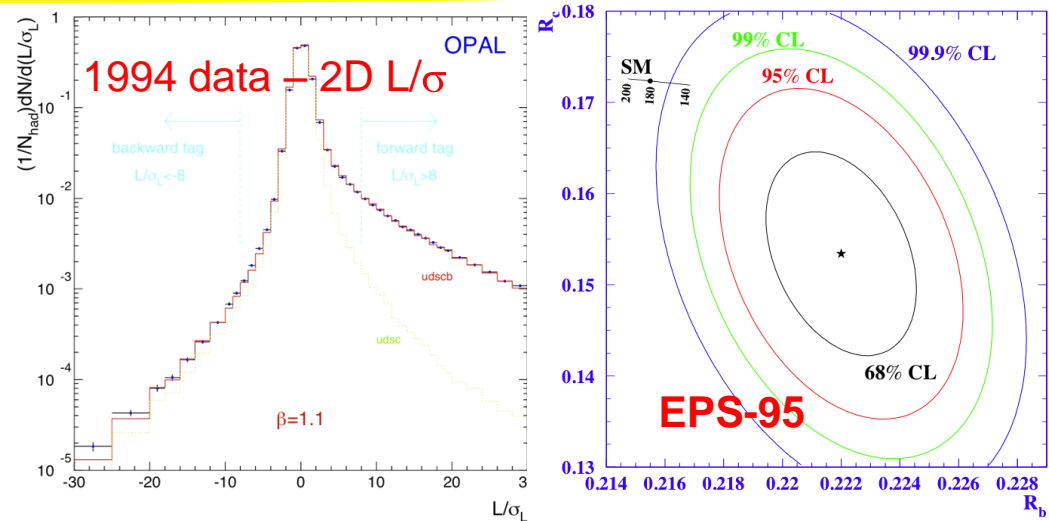 (1/N_had)dN/d(L/σ_L)
1
10^-1
10^-2
10^-3
10^-4
10^-5
OPAL
1994 data – 2D L/σ
backward tag
L/σ_L<-8
forward tag
L/σ_L>8
udscb
udsc
β=1.1
-30 -20 -10 0 10 20 30
L/σ_L
R_c
0.18
0.17
0.16
0.15
0.14
0.13
99% CL
99.9% CL
SM
95% CL
200 180 140
68% CL
EPS-95
0.214 0.216 0.218 0.22 0.222 0.224 0.226 0.228
R_b